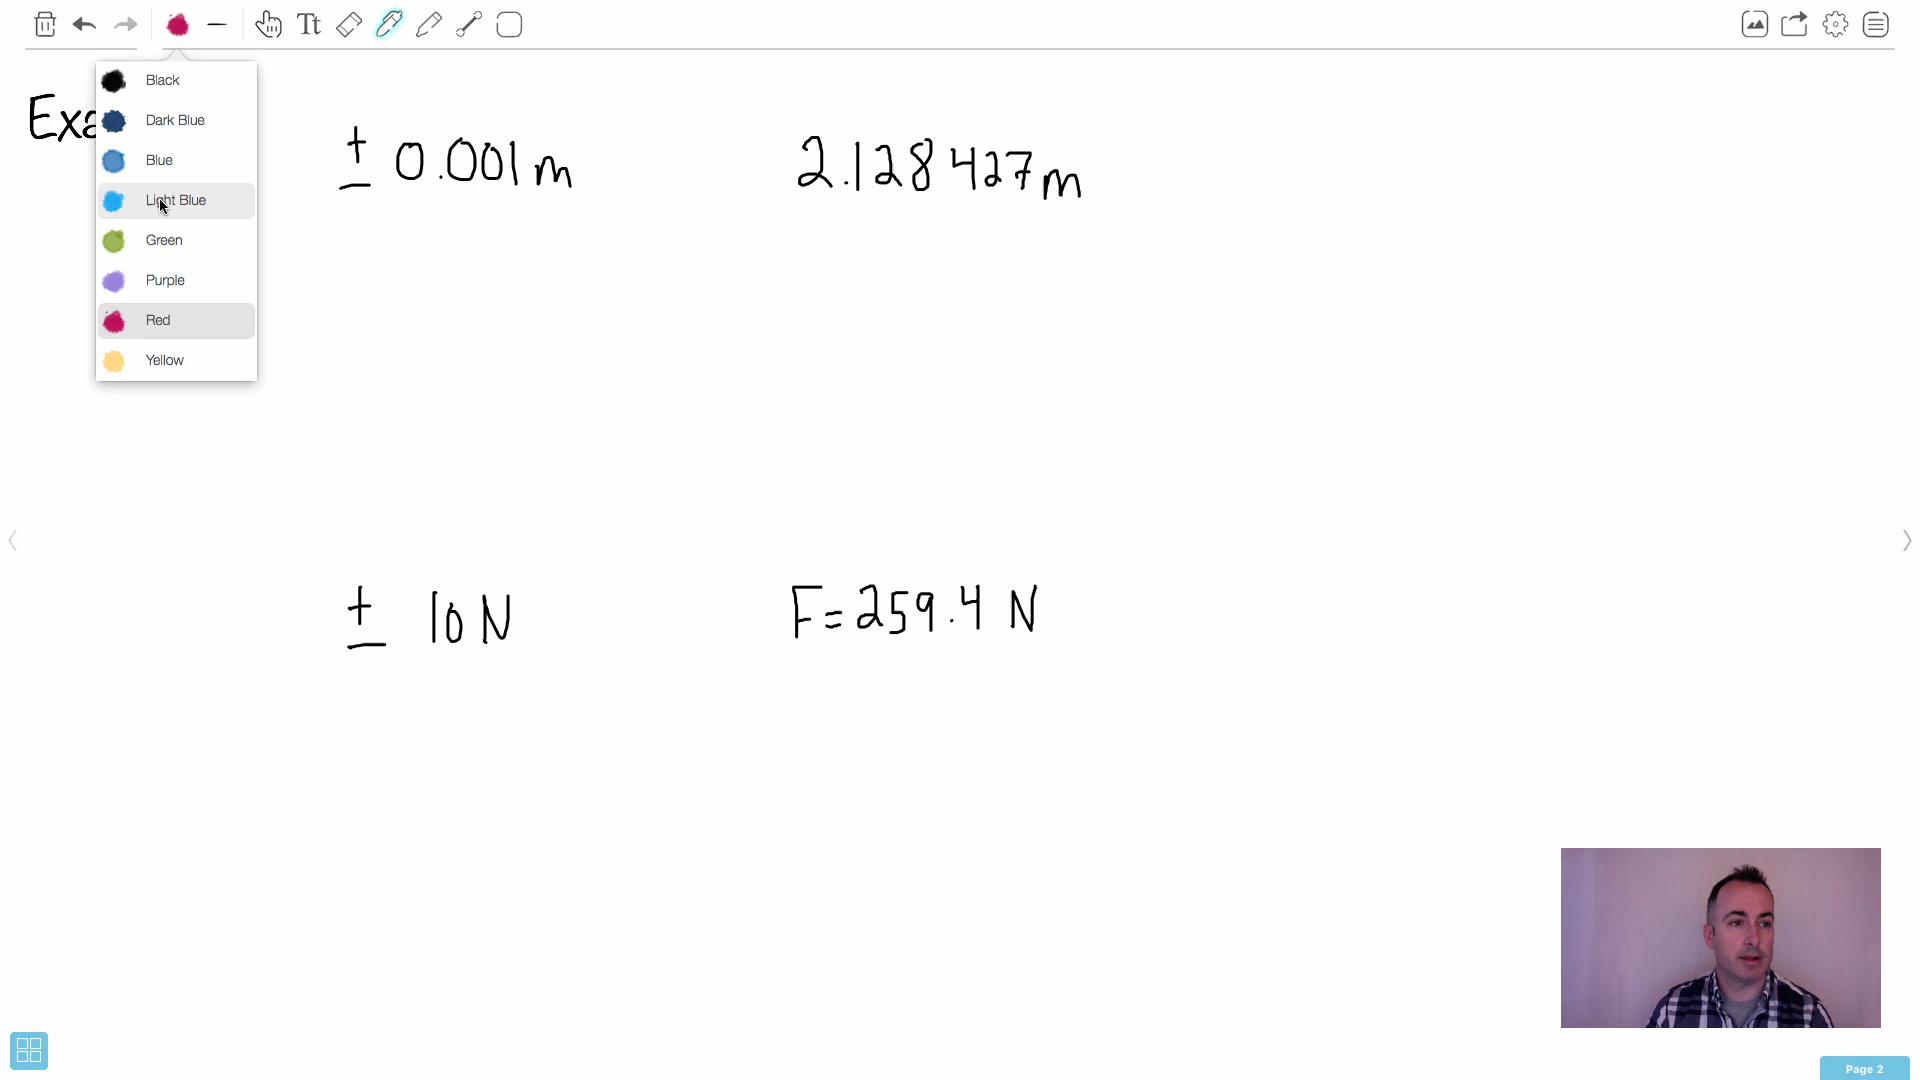 Tt
Black
Dark Blue
Blue
Light Blue
Green
Purple
Red
Yellow
± 0.001 m
2.128427 m
± 10 N
F = 259.4 N
Page 2